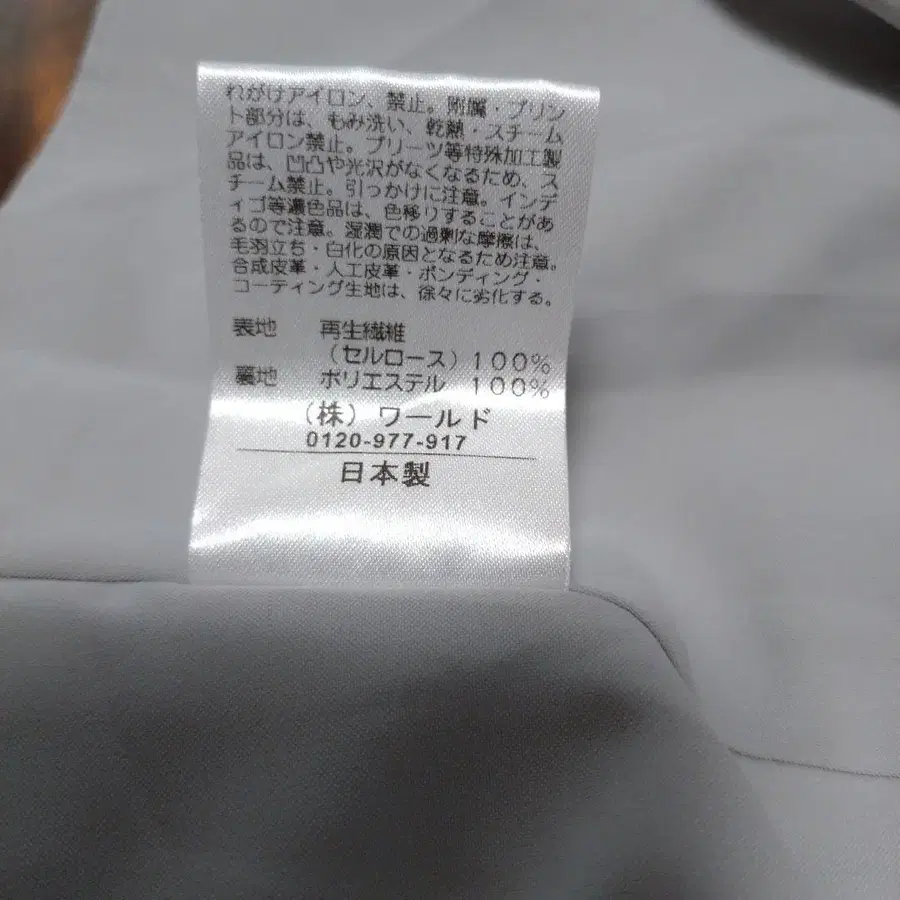 れがけアイロン、禁止。附属・プリン
ト部分は、もみ洗い、乾熱・スチーム
アイロン禁止。プリーツ等特殊加工製
品は、凹凸や光沢がなくなるため、ス
チーム禁止。引っかけに注意。インデ
ィゴ等濃色品は、色移りすることがあ
るので注意。湿潤での過剰な摩擦は、
毛羽立ち・白化の原因となるため注意。
合成皮革・人工皮革・ボンディング・
コーティング生地は、徐々に劣化する。
表地 再生繊維
（セルロース）100%
裏地 ポリエステル 100%
（株）ワールド
0120-977-917
日本製